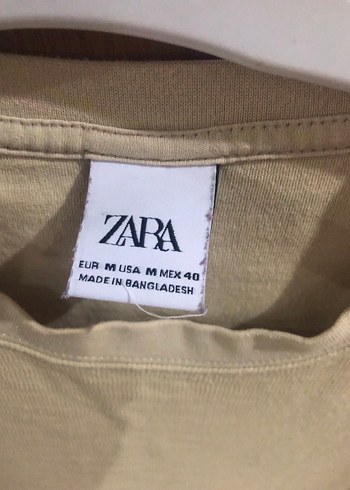 ZARA
EUR M USA M MEX 40
MADE IN BANGLADESH